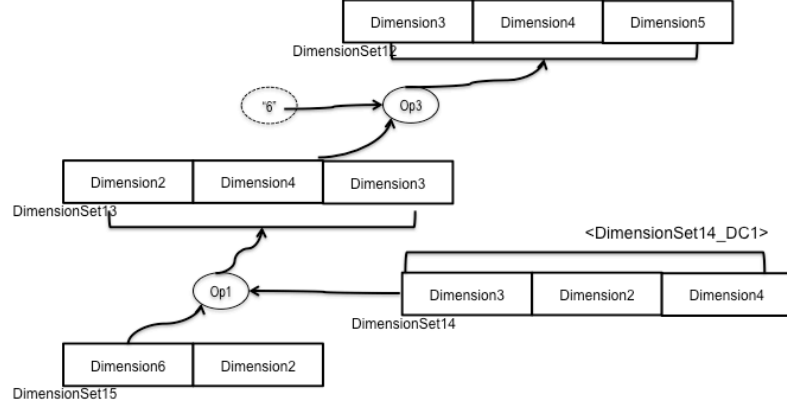 Dimension3 Dimension4 Dimension5
DimensionSet12
"6" Op3
Dimension2 Dimension4 Dimension3
DimensionSet13
<DimensionSet14_DC1>
Op1 Dimension3 Dimension2 Dimension4
DimensionSet14
Dimension6 Dimension2
DimensionSet15